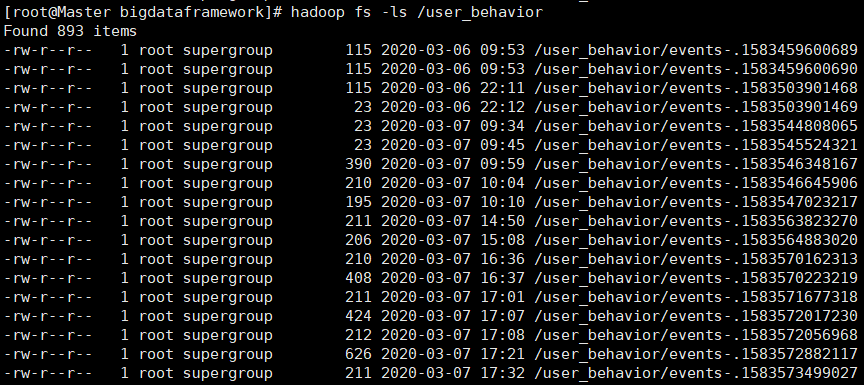 [root@Master bigdataframework]# hadoop fs -ls /user_behavior
Found 893 items
-rw-r--r--   1 root supergroup        115 2020-03-06 09:53 /user_behavior/events-.1583459600689
-rw-r--r--   1 root supergroup        115 2020-03-06 09:53 /user_behavior/events-.1583459600690
-rw-r--r--   1 root supergroup        115 2020-03-06 22:11 /user_behavior/events-.1583503901468
-rw-r--r--   1 root supergroup         23 2020-03-06 22:12 /user_behavior/events-.1583503901469
-rw-r--r--   1 root supergroup         23 2020-03-07 09:34 /user_behavior/events-.1583544808065
-rw-r--r--   1 root supergroup         23 2020-03-07 09:45 /user_behavior/events-.1583545524321
-rw-r--r--   1 root supergroup        390 2020-03-07 09:59 /user_behavior/events-.1583546348167
-rw-r--r--   1 root supergroup        210 2020-03-07 10:04 /user_behavior/events-.1583546645906
-rw-r--r--   1 root supergroup        195 2020-03-07 10:10 /user_behavior/events-.1583547023217
-rw-r--r--   1 root supergroup        211 2020-03-07 14:50 /user_behavior/events-.1583563823270
-rw-r--r--   1 root supergroup        206 2020-03-07 15:08 /user_behavior/events-.1583564883020
-rw-r--r--   1 root supergroup        210 2020-03-07 16:36 /user_behavior/events-.1583570162313
-rw-r--r--   1 root supergroup        408 2020-03-07 16:37 /user_behavior/events-.1583570223219
-rw-r--r--   1 root supergroup        211 2020-03-07 17:01 /user_behavior/events-.1583571677318
-rw-r--r--   1 root supergroup        424 2020-03-07 17:07 /user_behavior/events-.1583572017230
-rw-r--r--   1 root supergroup        212 2020-03-07 17:08 /user_behavior/events-.1583572056968
-rw-r--r--   1 root supergroup        626 2020-03-07 17:21 /user_behavior/events-.1583572882117
-rw-r--r--   1 root supergroup        211 2020-03-07 17:32 /user_behavior/events-.1583573499027